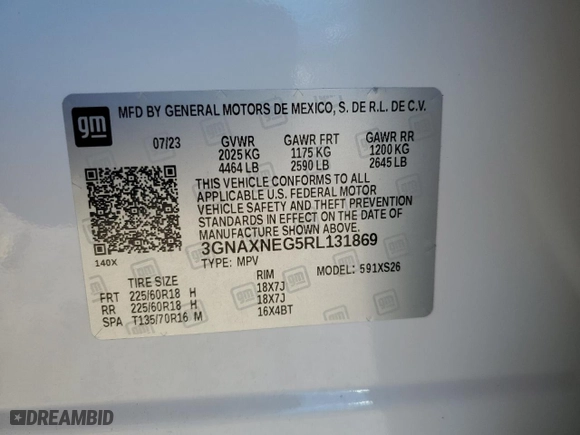 gm
MFD BY GENERAL MOTORS DE MEXICO, S. DE R.L. DE C.V.
07/23 GVWR GAWR FRT GAWR RR
2025 KG 1175 KG 1200 KG
4464 LB 2590 LB 2645 LB
THIS VEHICLE CONFORMS TO ALL
APPLICABLE U.S. FEDERAL MOTOR
VEHICLE SAFETY AND THEFT PREVENTION
STANDARDS IN EFFECT ON THE DATE OF
MANUFACTURE SHOWN ABOVE.
3GNAXNEG5RL131869
140X
TYPE: MPV MODEL: 591XS26
TIRE SIZE RIM
FRT 225/60R18 H 18X7J
RR 225/60R18 H 18X7J
SPA T135/70R16 M 16X4BT
DREAMBID